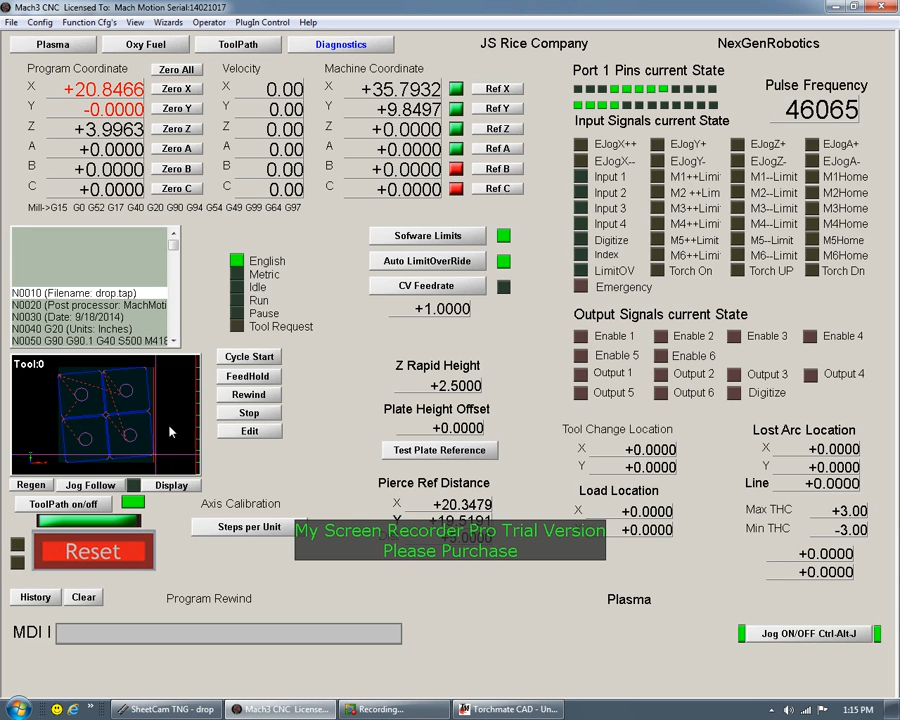 Mach3 CNC Licensed To: Mach Motion Serial:14021017
File Config Function Cfg's View Wizards Operator PlugIn Control Help
Plasma Oxy Fuel ToolPath Diagnostics JS Rice Company NexGenRobotics
Program Coordinate Zero All Velocity Machine Coordinate Port 1 Pins current State
X +20.8466 Zero X X 0.00 X +35.7932 Ref X
Y -0.0000 Zero Y Y 0.00 Y +9.8497 Ref Y
Z +3.9963 Zero Z Z 0.00 Z +0.0000 Ref Z
A +0.0000 Zero A A 0.00 A +0.0000 Ref A
B +0.0000 Zero B B 0.00 B +0.0000 Ref B
C +0.0000 Zero C C 0.00 C +0.0000 Ref C
Mill->G15 G0 G52 G17 G40 G20 G90 G94 G54 G49 G99 G64 G97
Pulse Frequency
46065
Input Signals current State
EJogX++ EJogY+ EJogZ+ EJogA+
EJogX-- EJogY- EJogZ- EJogA-
Input 1 M1++Limi M1--Limi M1Home
Input 2 M2 ++Limi M2--Limi M2Home
Input 3 M3++Limi M3--Limi M3Home
Input 4 M4++Limi M4--Limi M4Home
Digitize M5++Limi M5--Limi M5Home
Index M6++Limi M6--Limi M6Home
LimitOV Torch On Torch UP Torch Dn
Emergency
N0010 (Filename: drop.tap)
N0020 (Post processor: MachMotio
N0030 (Date: 9/18/2014)
N0040 G20 (Units: Inches)
N0050 G90 G90.1 G40 S500 M418
English
Metric
Idle
Run
Pause
Tool Request
Sofware Limits
Auto LimitOverRide
CV Feedrate
+1.0000
Output Signals current State
Enable 1 Enable 2 Enable 3 Enable 4
Enable 5 Enable 6
Output 1 Output 2 Output 3 Output 4
Output 5 Output 6 Digitize
Tool:0
Cycle Start
FeedHold
Rewind
Stop
Edit
Z Rapid Height
+2.5000
Plate Height Offset
+0.0000
Test Plate Reference
Tool Change Location
X +0.0000
Y +0.0000
Load Location
X +0.0000
+0.0000
Lost Arc Location
X +0.0000
Y +0.0000
Line +0.0000
Max THC +3.00
Min THC -3.00
+0.0000
+0.0000
Regen Jog Follow Display
ToolPath on/off
Reset
Axis Calibration
Steps per Unit
Pierce Ref Distance
X +20.3479
My Screen Recorder Pro Trial Version
Please Purchase
History Clear Program Rewind Plasma
MDI I
Jog ON/OFF Ctrl-Alt-J
SheetCam TNG - drop Mach3 CNC License... Recording... Torchmate CAD - Un... 1:15 PM